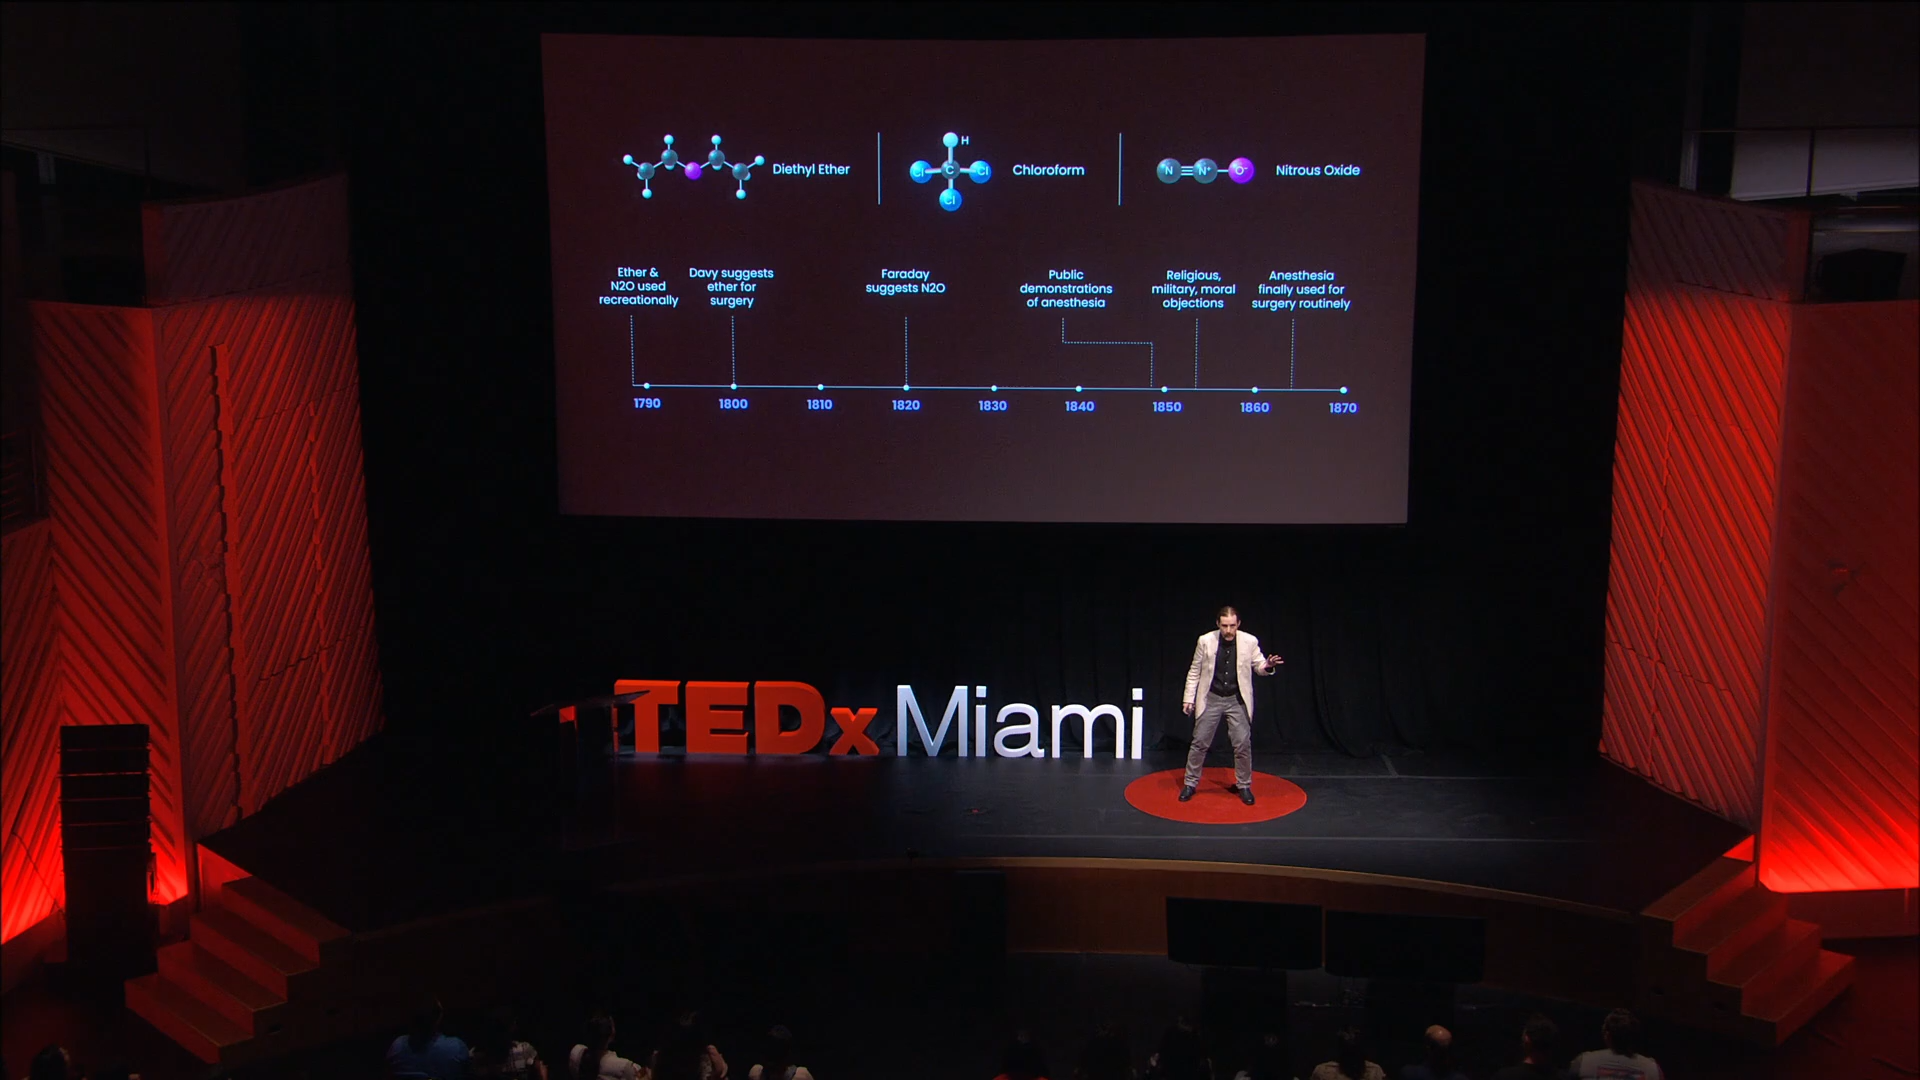 H
Cl C Cl
Cl
Diethyl Ether
Chloroform
N N⁺ O⁻
Nitrous Oxide
Ether &
N2O used
recreationally
Davy suggests
ether for
surgery
Faraday
suggests N2O
Public
demonstrations
of anesthesia
Religious,
military, moral
objections
Anesthesia
finally used for
surgery routinely
1790 1800 1810 1820 1830 1840 1850 1860 1870
TEDx Miami